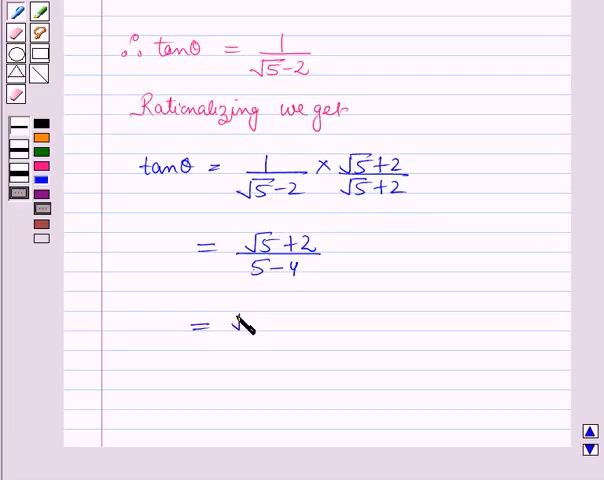 ∴ tanθ = 1/(√5-2)
Rationalizing we get
tanθ = 1/(√5-2) × (√5+2)/(√5+2)
= (√5+2)/(5-4)
= √